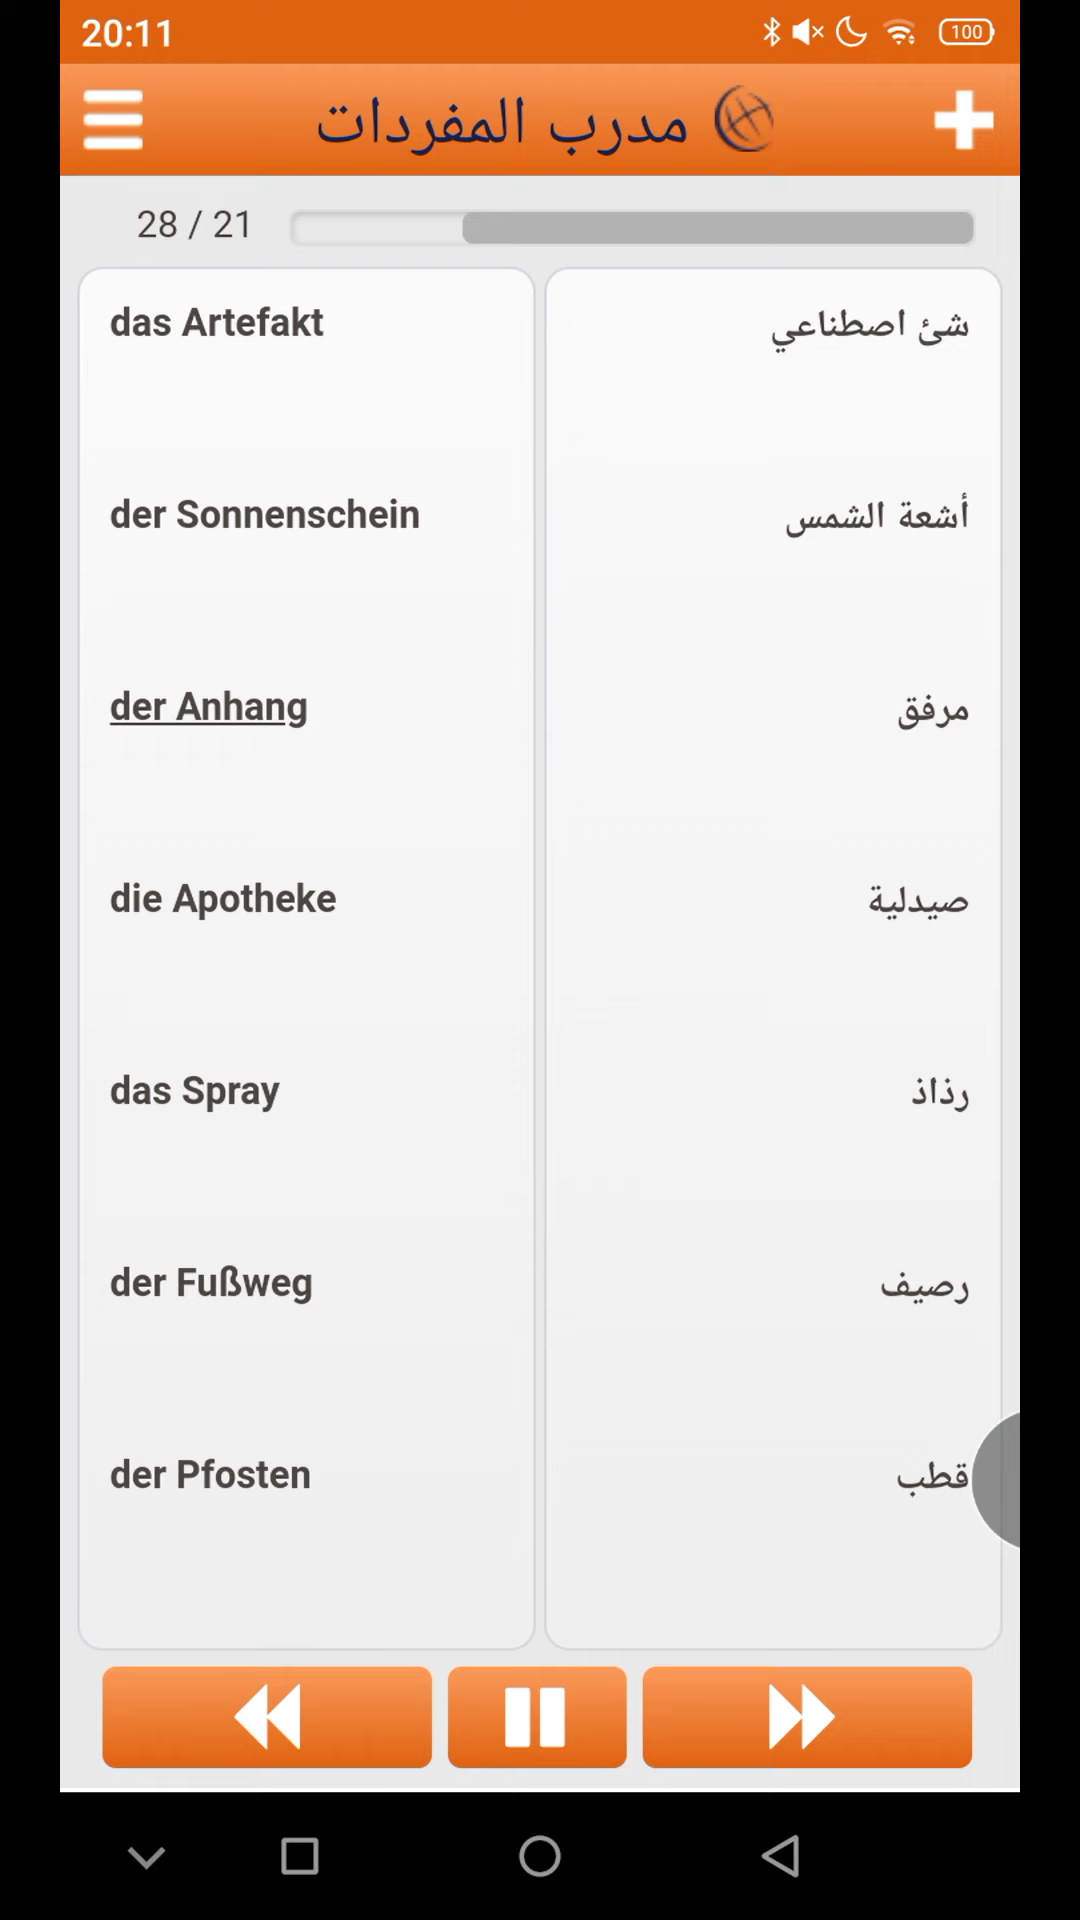 20:11
100
مدرب المفردات
28 / 21
das Artefakt
شئ اصطناعي
der Sonnenschein
أشعة الشمس
der Anhang
مرفق
die Apotheke
صيدلية
das Spray
رذاذ
der Fußweg
رصيف
der Pfosten
قطب